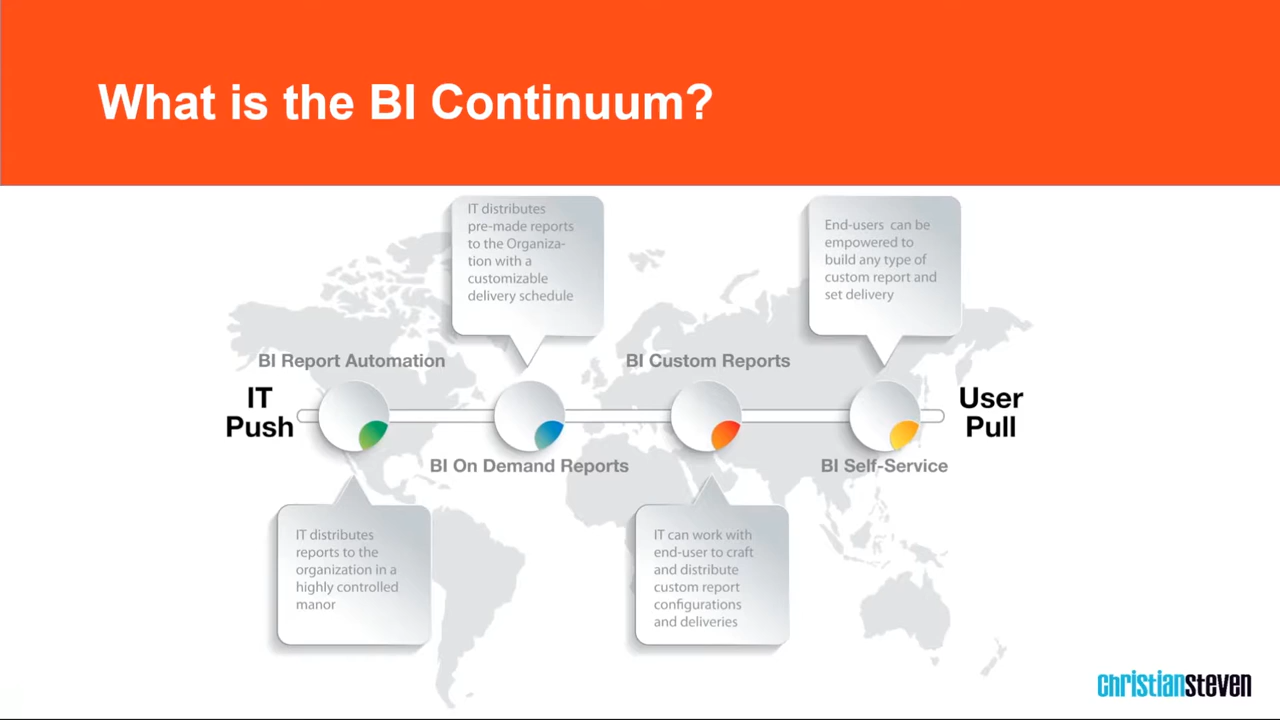 What is the BI Continuum?
IT distributes
pre-made reports
to the Organiza-
tion with a
customizable
delivery schedule
End-users can be
empowered to
build any type of
custom report and
set delivery
BI Report Automation
BI Custom Reports
IT
Push
User
Pull
BI On Demand Reports
BI Self-Service
IT distributes
reports to the
organization in a
highly controlled
manor
IT can work with
end-user to craft
and distribute
custom report
configurations
and deliveries
christiansteven